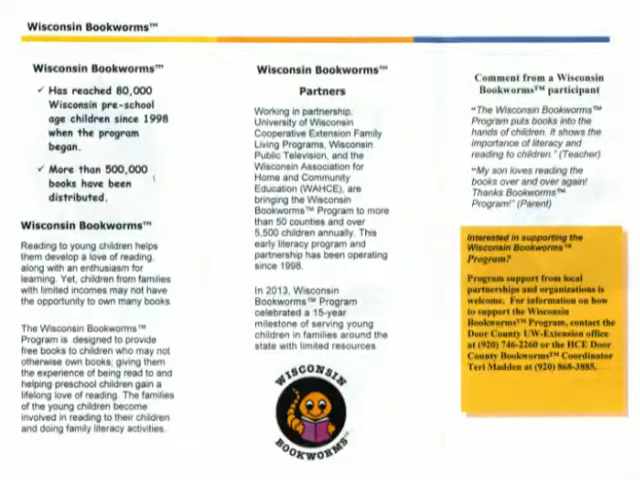 Wisconsin Bookworms™
Wisconsin Bookworms™
✓ Has reached 80,000
Wisconsin pre-school
age children since 1998
when the program
began.
✓ More than 500,000
books have been
distributed.
Wisconsin Bookworms™
Reading to young children helps
them develop a love of reading,
along with an enthusiasm for
learning. Yet, children from families
with limited incomes may not have
the opportunity to own many books
The Wisconsin Bookworms™
Program is designed to provide
free books to children who may not
otherwise own books; giving them
the experience of being read to and
helping preschool children gain a
lifelong love of reading. The families
of the young children become
involved in reading to their children
and doing family literacy activities.
Wisconsin Bookworms™
Partners
Working in partnership,
University of Wisconsin
Cooperative Extension Family
Living Programs, Wisconsin
Public Television, and the
Wisconsin Association for
Home and Community
Education (WAHCE), are
bringing the Wisconsin
Bookworms™ Program to more
than 50 counties and over
5,500 children annually. This
early literacy program and
partnership has been operating
since 1998.
In 2013, Wisconsin
Bookworms™ Program
celebrated a 15-year
milestone of serving young
children in families around the
state with limited resources
WISCONSIN
BOOKWORMS™
Comment from a Wisconsin
Bookworms™ participant
"The Wisconsin Bookworms™
Program puts books into the
hands of children. It shows the
importance of literacy and
reading to children." (Teacher)
"My son loves reading the
books over and over again!
Thanks Bookworms™
Program!" (Parent)
Interested in supporting the
Wisconsin Bookworms™
Program?
Program support from local
partnerships and organizations is
welcome. For information on how
to support the Wisconsin
Bookworms™ Program, contact the
Door County UW-Extension office
at (920) 746-2260 or the HCE Door
County Bookworms™ Coordinator
Teri Madden at (920) 868-3885.